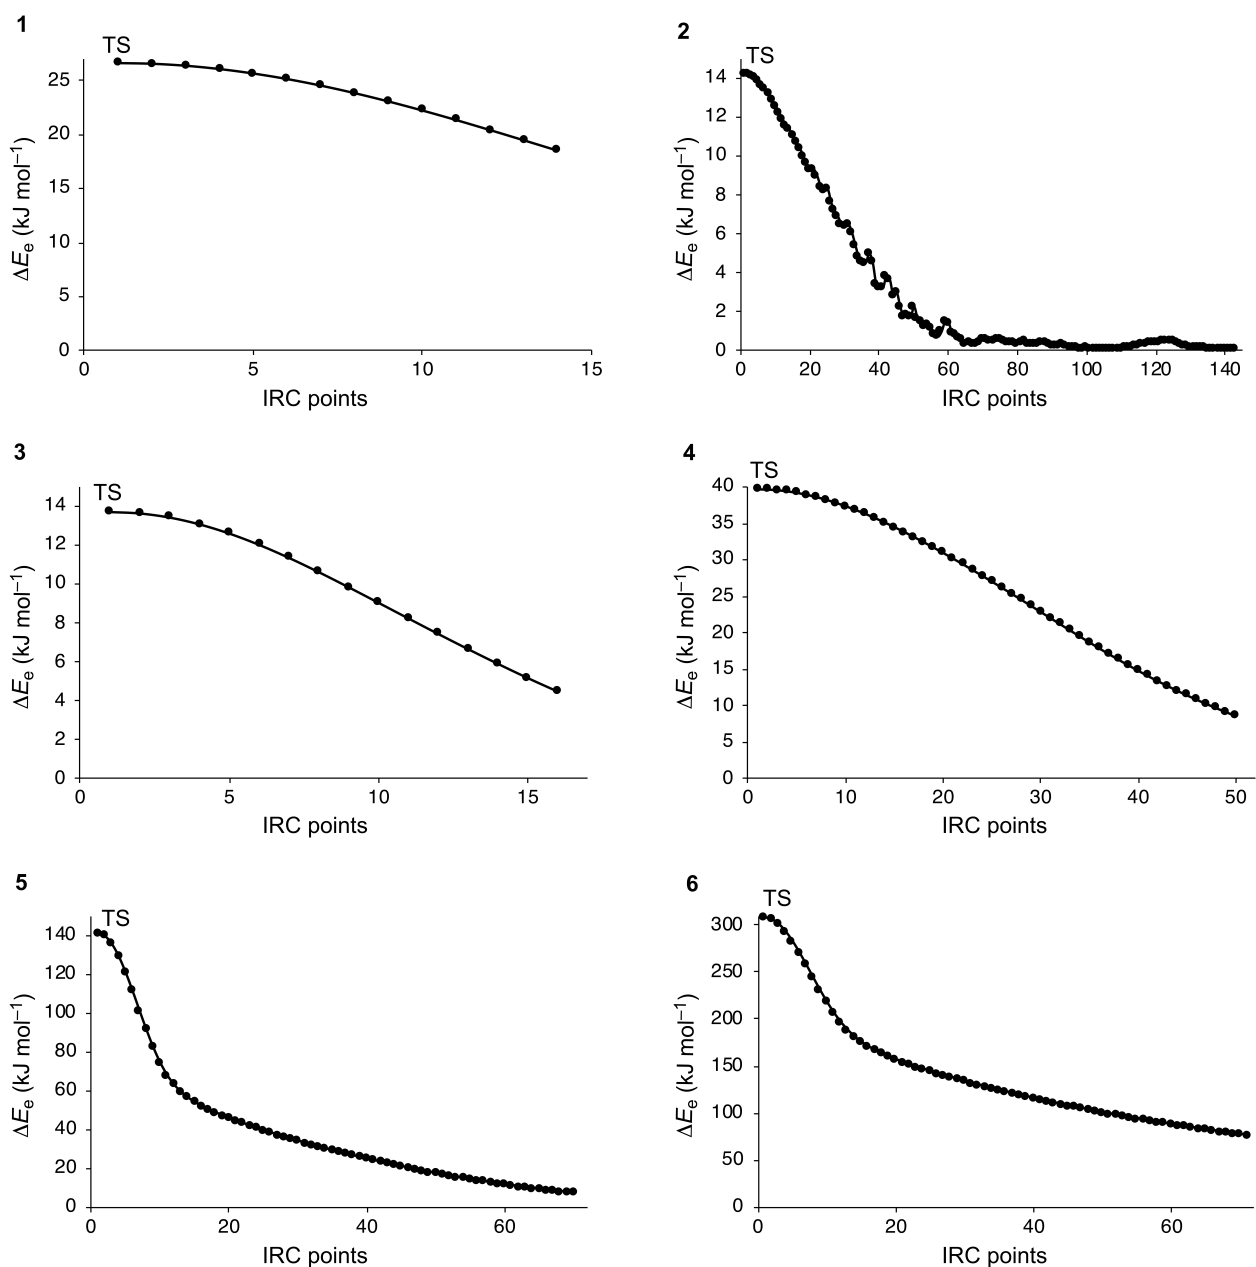 1
TS
25
20
15
10
5
0
ΔEe (kJ mol−1)
0 5 10 15
IRC points
2
TS
14
12
10
8
6
4
2
0
ΔEe (kJ mol−1)
0 20 40 60 80 100 120 140
IRC points
3
TS
14
12
10
8
6
4
2
0
ΔEe (kJ mol−1)
0 5 10 15
IRC points
4
TS
40
35
30
25
20
15
10
5
0
ΔEe (kJ mol−1)
0 10 20 30 40 50
IRC points
5
TS
140
120
100
80
60
40
20
0
ΔEe (kJ mol−1)
0 20 40 60
IRC points
6
TS
300
250
200
150
100
50
0
ΔEe (kJ mol−1)
0 20 40 60
IRC points